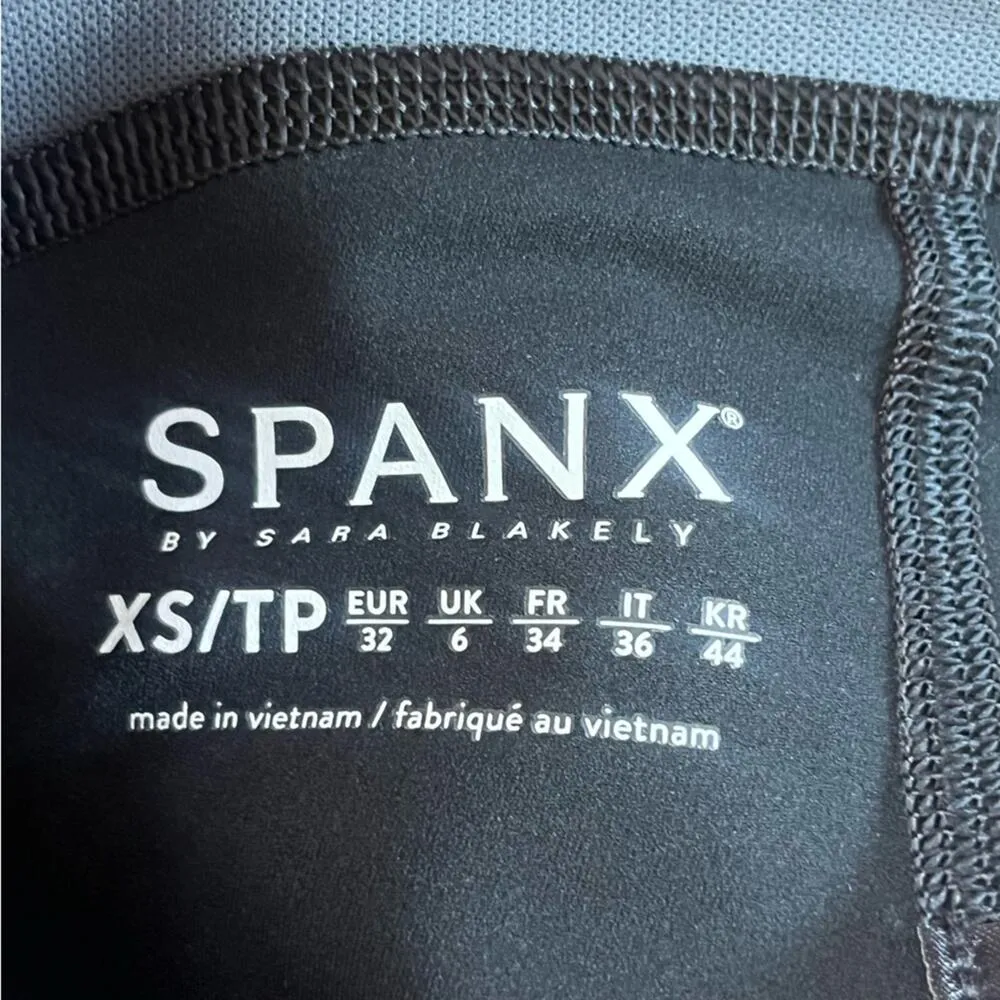 SPANX®
BY SARA BLAKELY
XS/TP EUR 32 UK 6 FR 34 IT 36 KR 44
made in vietnam / fabriqué au vietnam